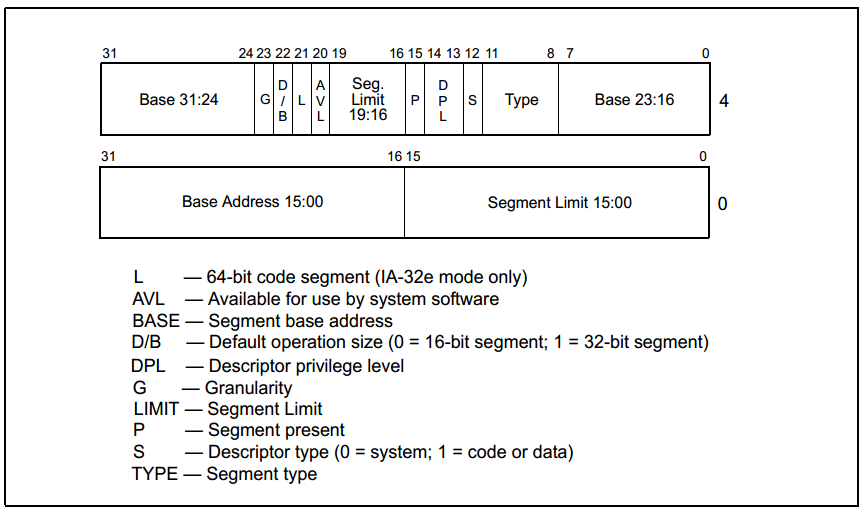 31 24 23 22 21 20 19 16 15 14 13 12 11 8 7 0
Base 31:24 G D/B L AVL Seg. Limit 19:16 P DPL S Type Base 23:16 4
31 16 15 0
Base Address 15:00 Segment Limit 15:00 0
L — 64-bit code segment (IA-32e mode only)
AVL — Available for use by system software
BASE — Segment base address
D/B — Default operation size (0 = 16-bit segment; 1 = 32-bit segment)
DPL — Descriptor privilege level
G — Granularity
LIMIT — Segment Limit
P — Segment present
S — Descriptor type (0 = system; 1 = code or data)
TYPE — Segment type